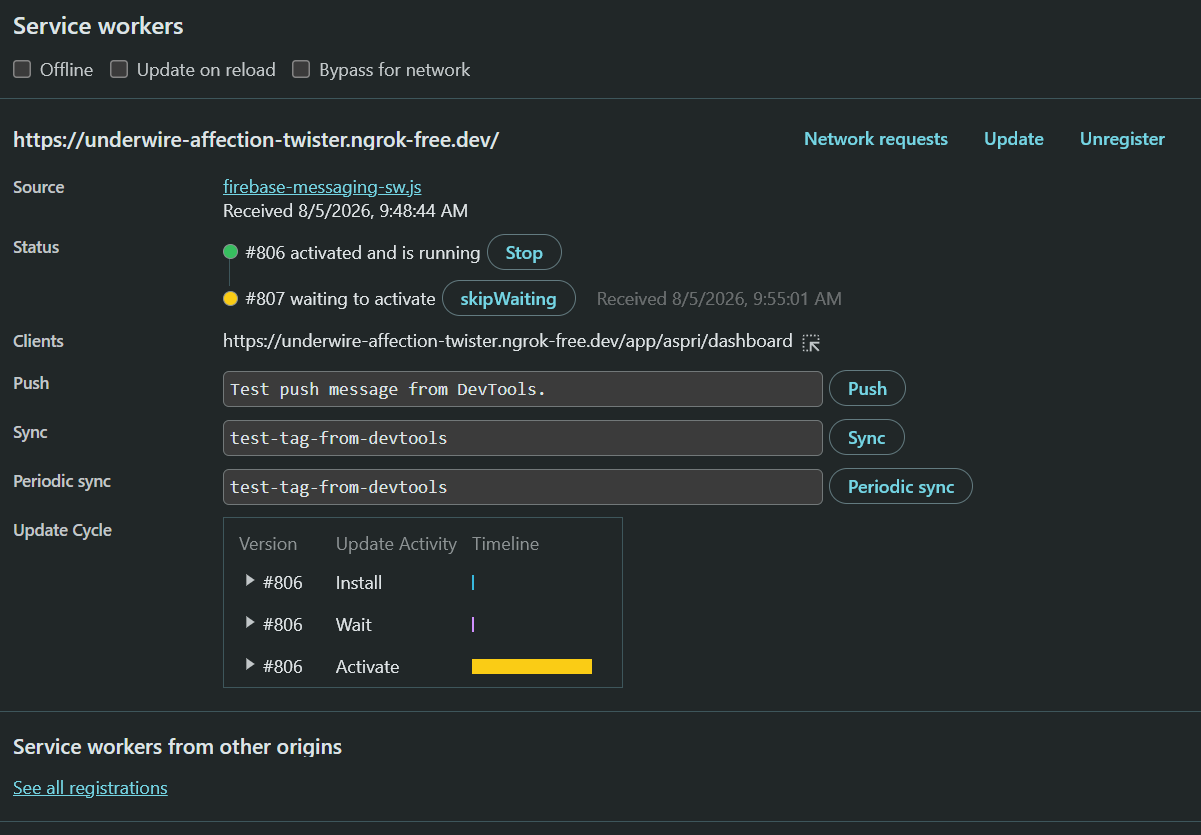 Service workers
Offline Update on reload Bypass for network
https://underwire-affection-twister.ngrok-free.dev/ Network requests Update Unregister
Source firebase-messaging-sw.js
Received 8/5/2026, 9:48:44 AM
Status #806 activated and is running Stop
#807 waiting to activate skipWaiting Received 8/5/2026, 9:55:01 AM
Clients https://underwire-affection-twister.ngrok-free.dev/app/aspri/dashboard
Push Test push message from DevTools. Push
Sync test-tag-from-devtools Sync
Periodic sync test-tag-from-devtools Periodic sync
Update Cycle Version Update Activity Timeline
#806 Install
#806 Wait
#806 Activate
Service workers from other origins
See all registrations